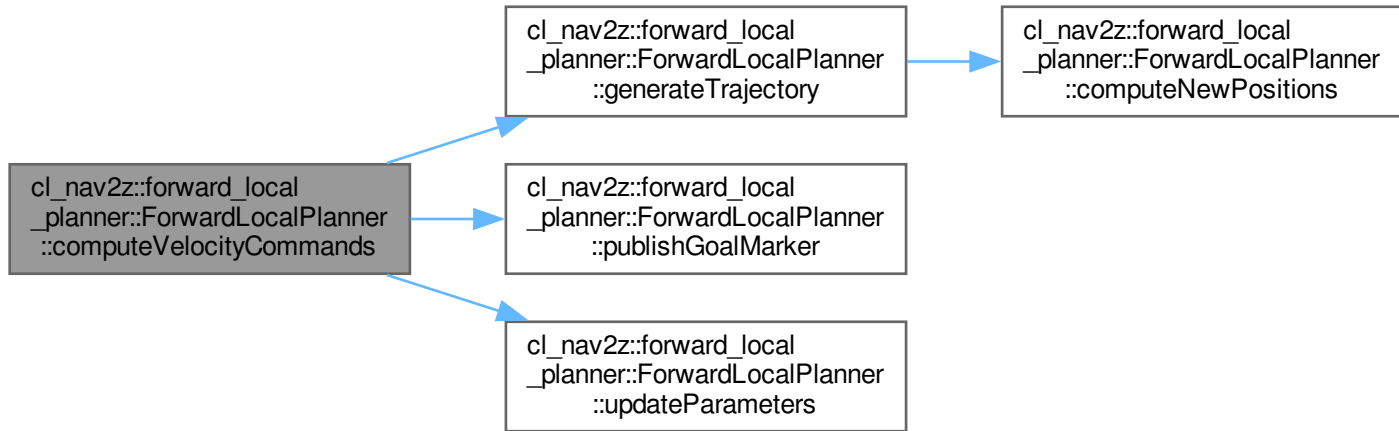 cl_nav2z::forward_local
_planner::ForwardLocalPlanner
::computeVelocityCommands
cl_nav2z::forward_local
_planner::ForwardLocalPlanner
::generateTrajectory
cl_nav2z::forward_local
_planner::ForwardLocalPlanner
::computeNewPositions
cl_nav2z::forward_local
_planner::ForwardLocalPlanner
::publishGoalMarker
cl_nav2z::forward_local
_planner::ForwardLocalPlanner
::updateParameters